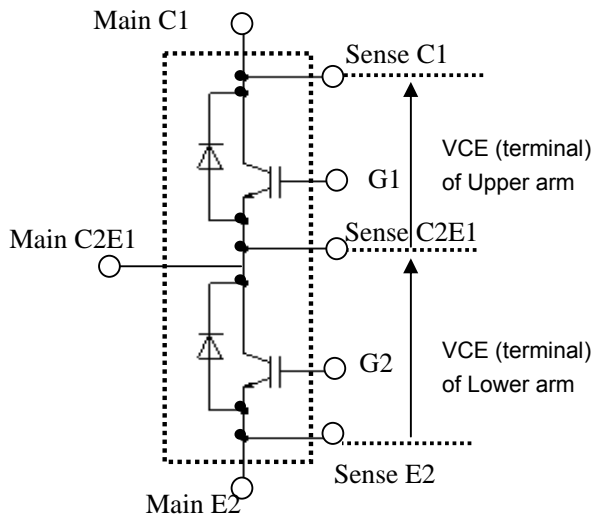 Main C1
Sense C1
VCE (terminal)
of Upper arm
G1
Main C2E1
Sense C2E1
VCE (terminal)
of Lower arm
G2
Sense E2
Main E2